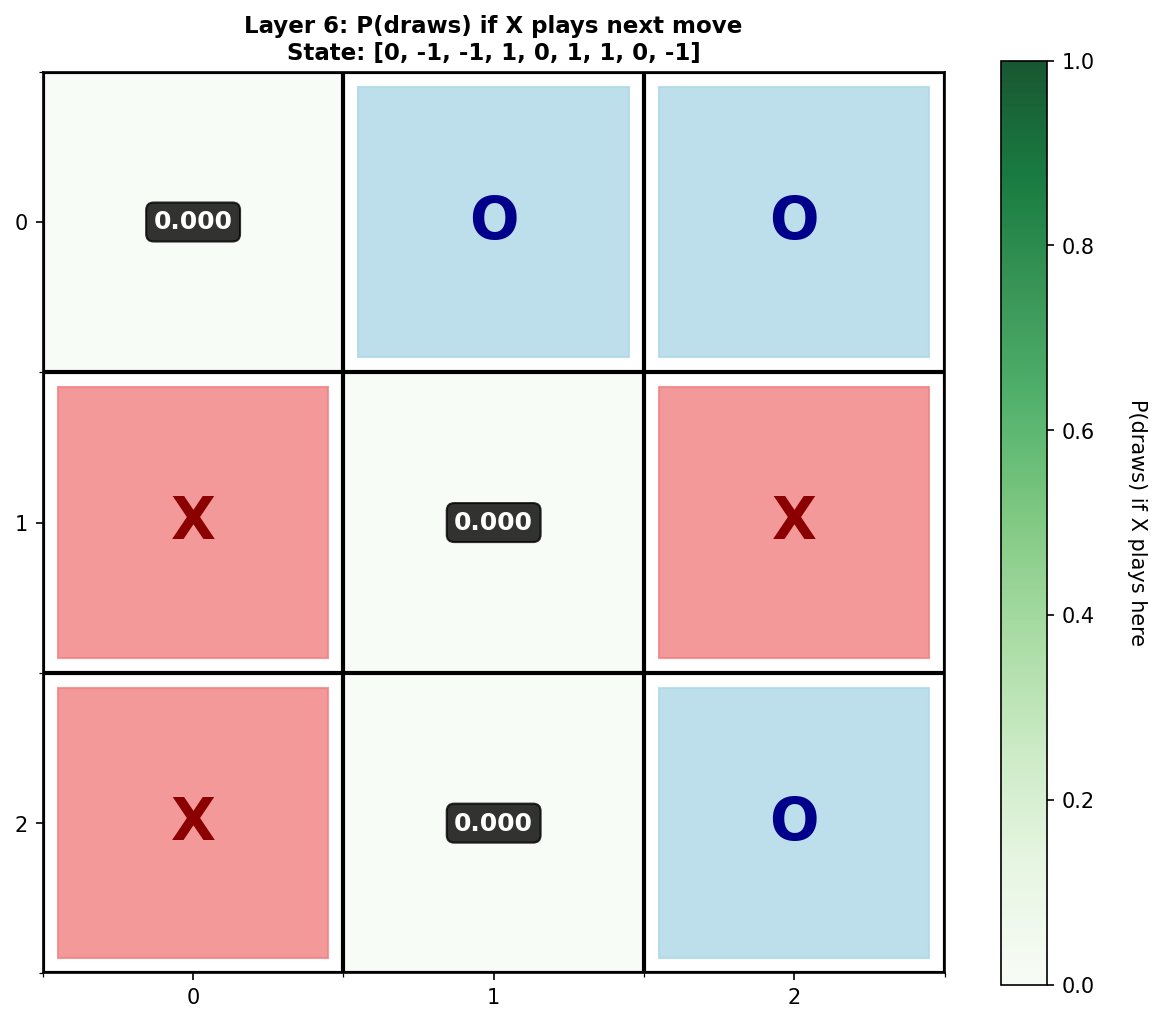 Layer 6: P(draws) if X plays next move
State: [0, -1, -1, 1, 0, 1, 1, 0, -1]
0
0.000
O
O
1
X
0.000
X
2
X
0.000
O
0
1
2
1.0
0.8
0.6
0.4
0.2
0.0
P(draws) if X plays here